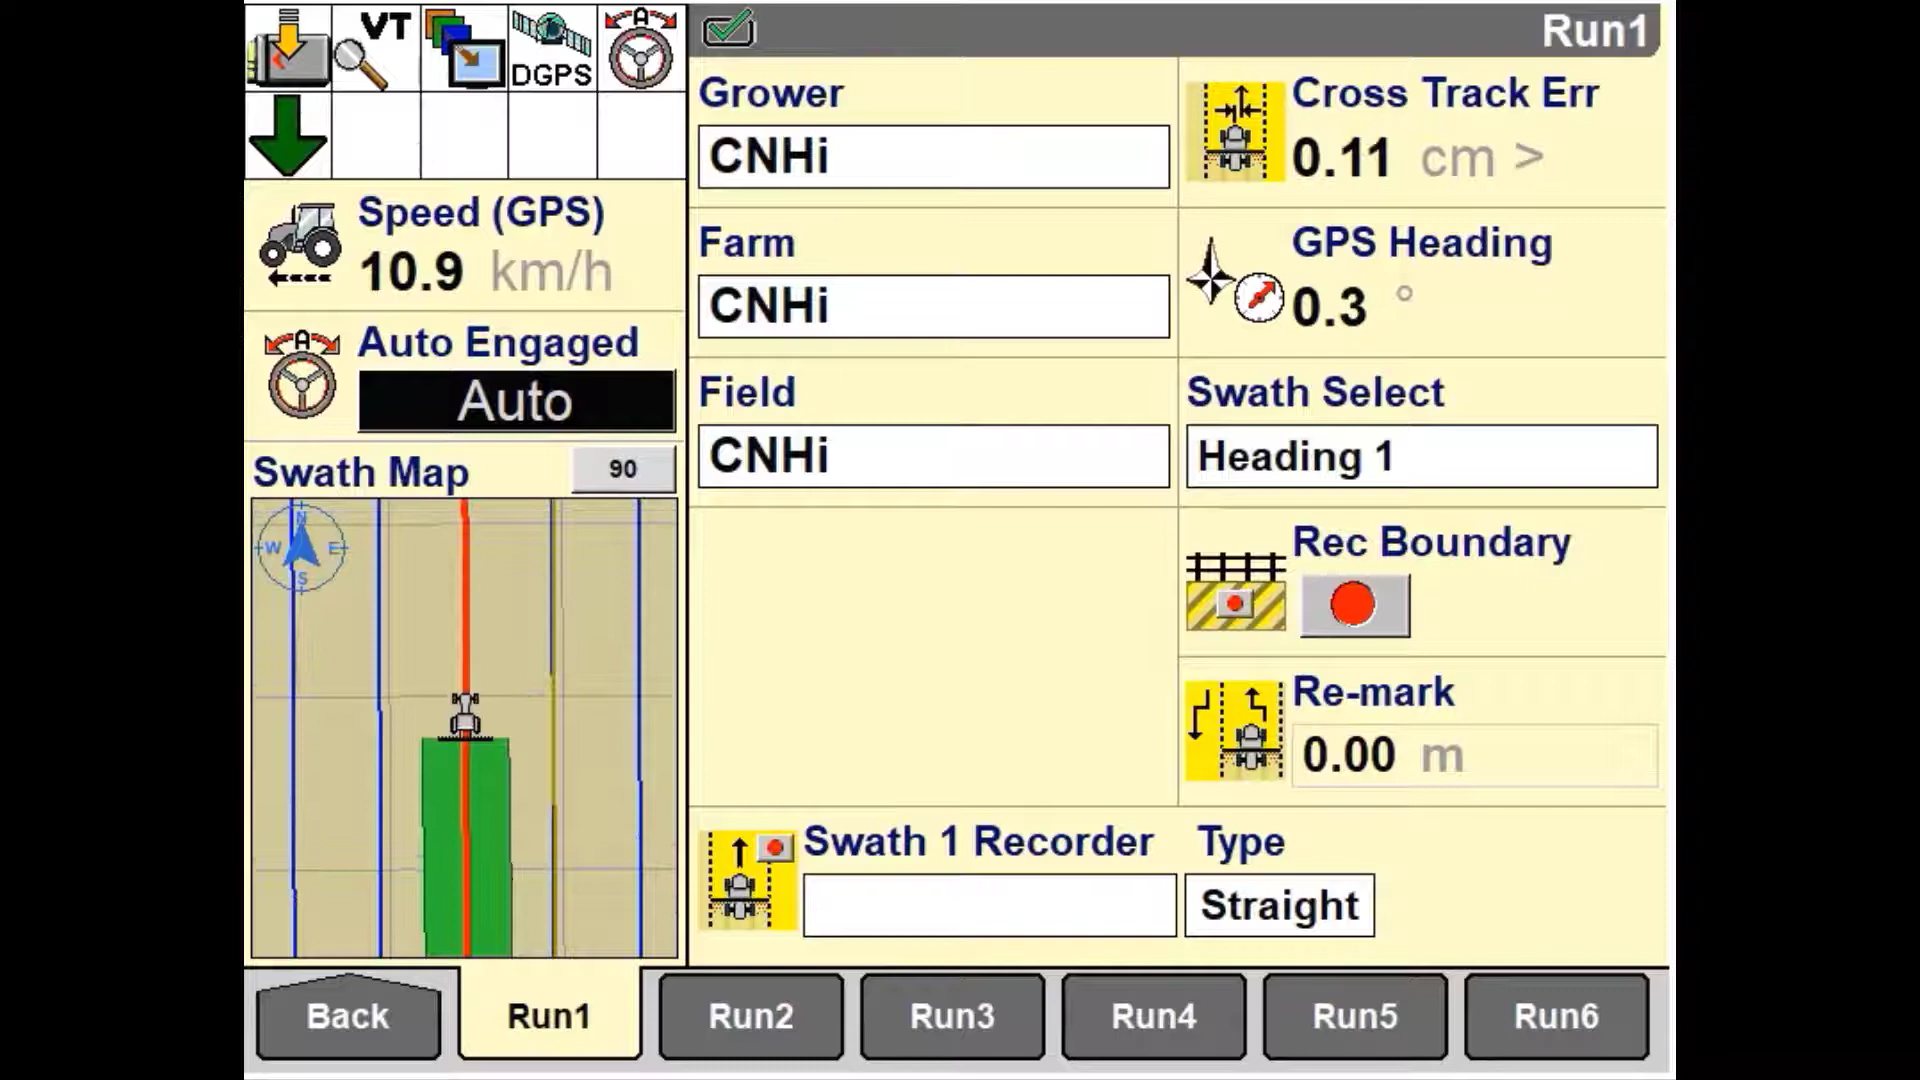 VT
DGPS
A
Run1
Speed (GPS)
10.9 km/h
A
Auto Engaged
Auto
Swath Map
90
N
W E
S
Grower
CNHi
Farm
CNHi
Field
CNHi
Cross Track Err
0.11 cm >
GPS Heading
0.3 °
Swath Select
Heading 1
Rec Boundary
Re-mark
0.00 m
Swath 1 Recorder
Type
Straight
Back
Run1
Run2
Run3
Run4
Run5
Run6